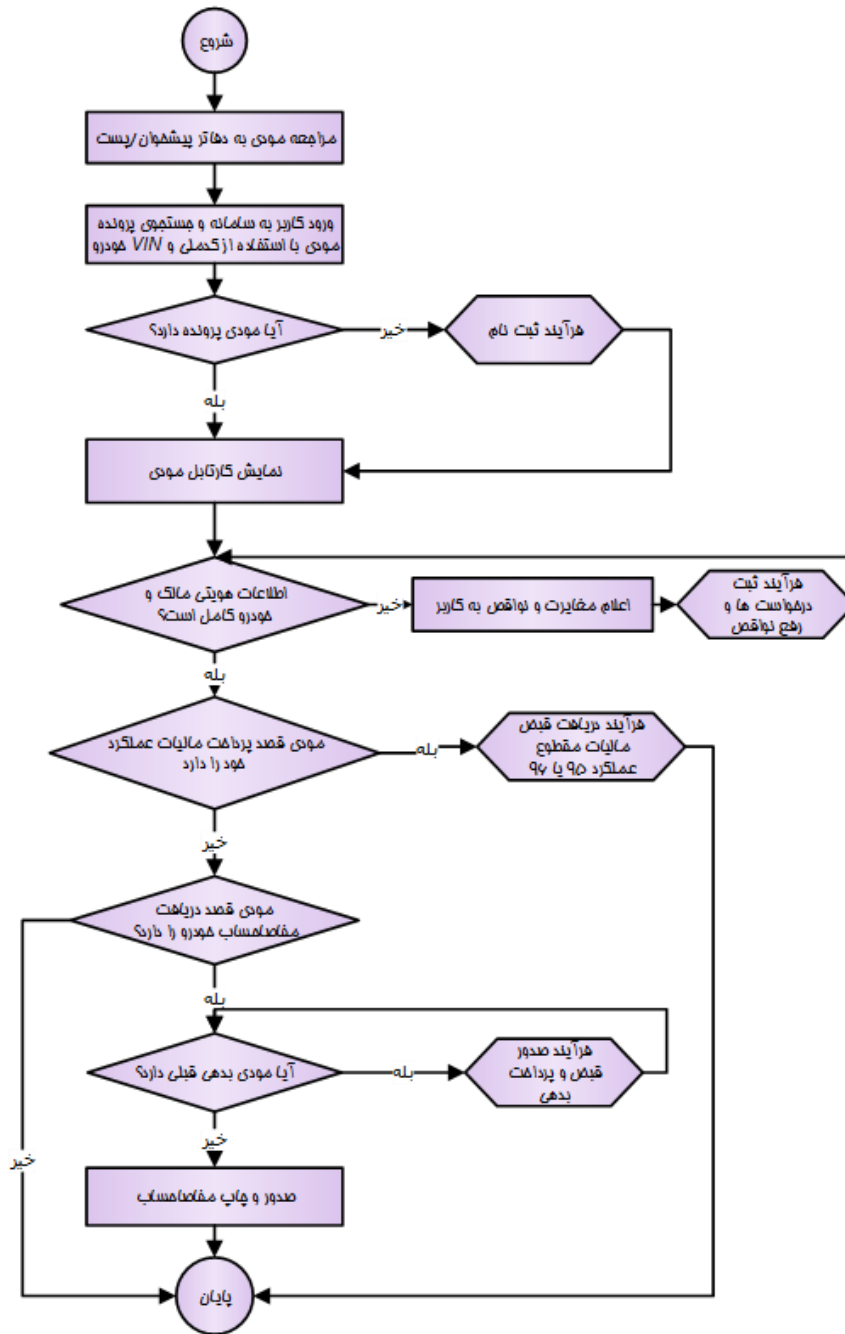 شروع
مراجعه مودی به دفاتر پیشخوان/پست
ورود کاربر به سامانه و جستجوی پرونده
مودی با استفاده از کدملی و VIN خودرو
آیا مودی پرونده دارد؟
خیر
فرآیند ثبت نام
بله
نمایش کارتابل مودی
اطلاعات هویتی مالک و
خودرو کامل است؟
خیر
اعلام مغایرت و نواقص به کاربر
فرآیند ثبت
درخواست ها و
رفع نواقص
بله
مودی قصد پرداخت مالیات عملکرد
خود را دارد
بله
فرآیند دریافت قبض
مالیات مقطوع
عملکرد ۹۵ یا ۹۶
خیر
مودی قصد دریافت
مفاصاحساب خودرو را دارد؟
بله
آیا مودی بدهی قبلی دارد؟
بله
فرآیند صدور
قبض و پرداخت
بدهی
خیر
خیر
صدور و چاپ مفاصاحساب
پایان